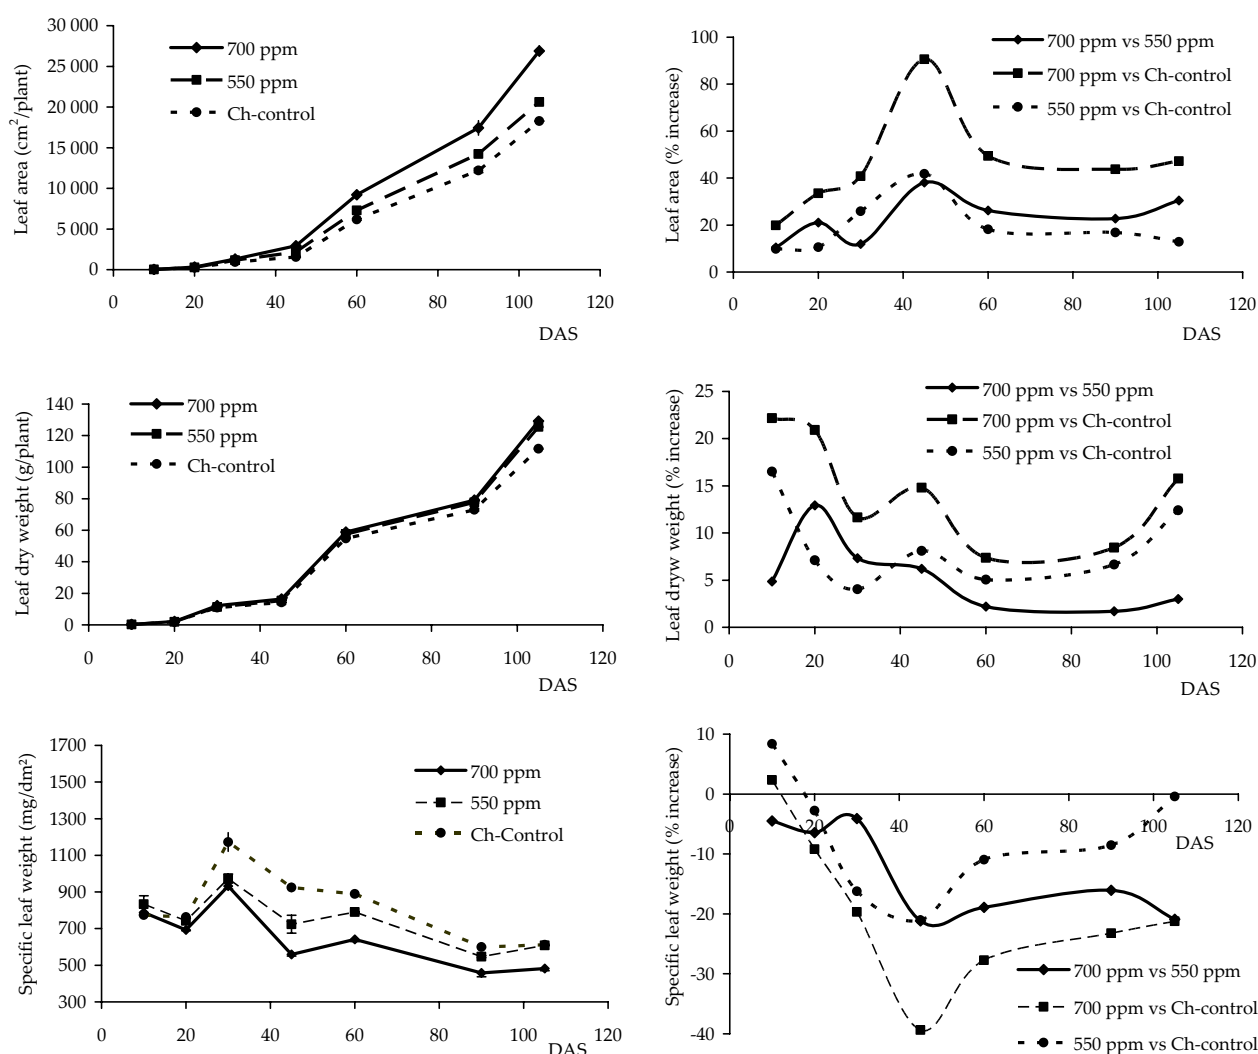 30 000
25 000
20 000
15 000
10 000
5 000
0
0 20 40 60 80 100 120
Leaf area (cm²/plant)
DAS
700 ppm
550 ppm
Ch-control
100
80
60
40
20
0
0 20 40 60 80 100 120
Leaf area (% increase)
DAS
700 ppm vs 550 ppm
700 ppm vs Ch-control
550 ppm vs Ch-control
140
120
100
80
60
40
20
0
0 20 40 60 80 100 120
Leaf dry weight (g/plant)
DAS
700 ppm
550 ppm
Ch-control
25
20
15
10
5
0
0 20 40 60 80 100 120
Leaf dryw weight (% increase)
DAS
700 ppm vs 550 ppm
700 ppm vs Ch-control
550 ppm vs Ch-control
1700
1500
1300
1100
900
700
500
300
0 20 40 60 80 100 120
Specific leaf weight (mg/dm²)
DAS
700 ppm
550 ppm
Ch-Control
10
0
-10
-20
-30
-40
0 20 40 60 80 100 120
Specific leaf weight (% increase)
DAS
700 ppm vs 550 ppm
700 ppm vs Ch-control
550 ppm vs Ch-control